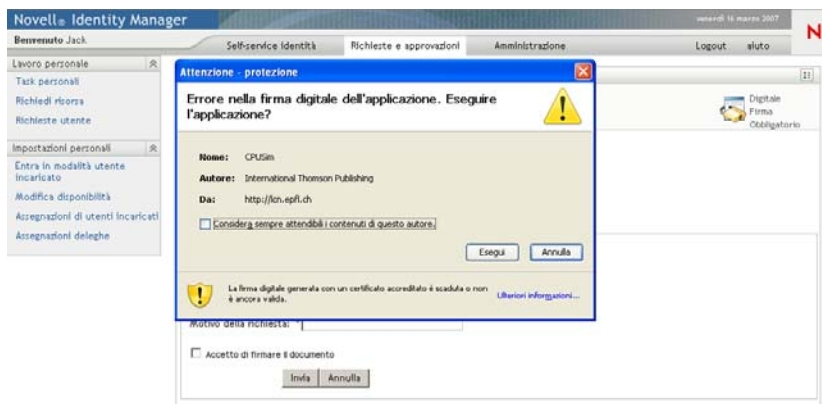 Novell® Identity Manager
venerdì 16 marzo 2007
N
Benvenuto Jack
Self-service identità Richieste e approvazioni Amministrazione Logout aiuto
Lavoro personale
Task personali
Richiedi risorsa
Richieste utente
Impostazioni personali
Entra in modalità utente
incaricato
Modifica disponibilità
Assegnazioni di utenti incaricati
Assegnazioni deleghe
Attenzione - protezione
Errore nella firma digitale dell'applicazione. Eseguire
l'applicazione?
Nome: CPUSim
Autore: International Thomson Publishing
Da: http://lcn.epfl.ch
Considera sempre attendibili i contenuti di questo autore.
Esegui Annulla
La firma digitale generata con un certificato accreditato è scaduta o non
è ancora valida.
Ulteriori informazioni...
Digitale
Firma
Obbligatorio
Motivo della richiesta: *
Accetto di firmare il documento
Invia Annulla